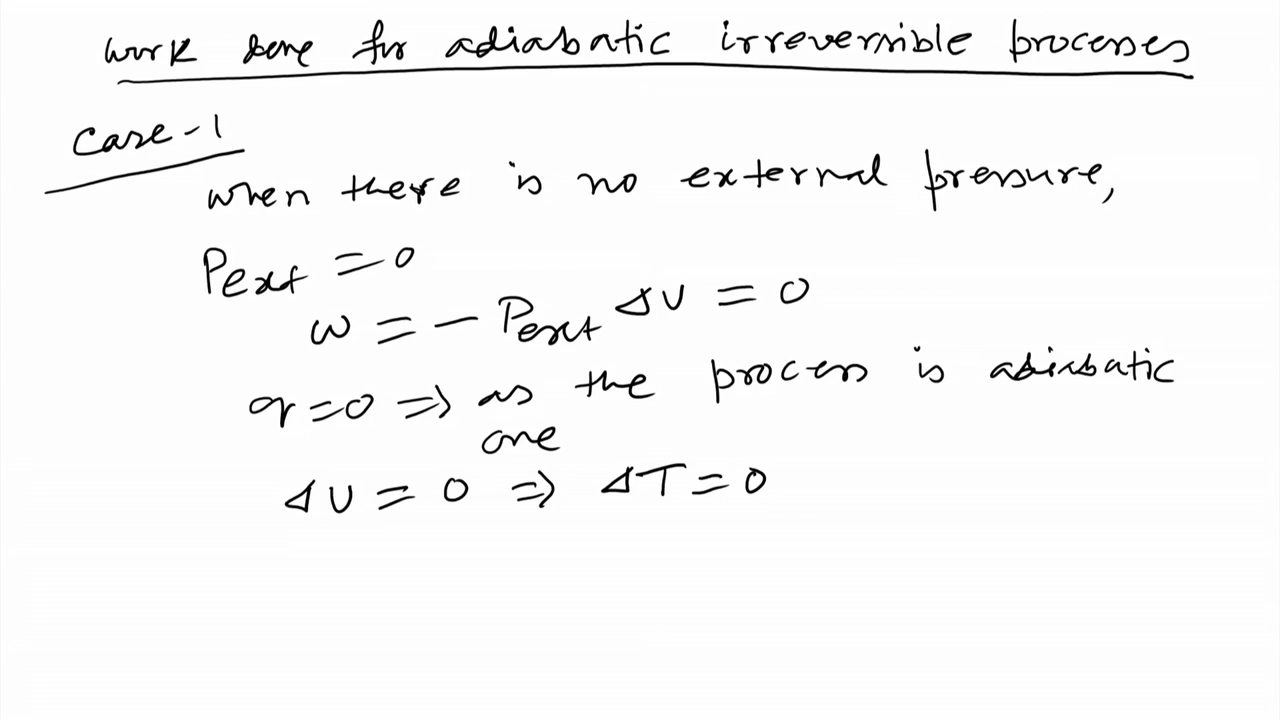 work done for adiabatic irreversible processes
Case-1
when there is no external pressure,
Pext = 0
w = - Pext ΔV = 0
q = 0 => as the process is adiabatic
one
ΔU = 0 => ΔT = 0